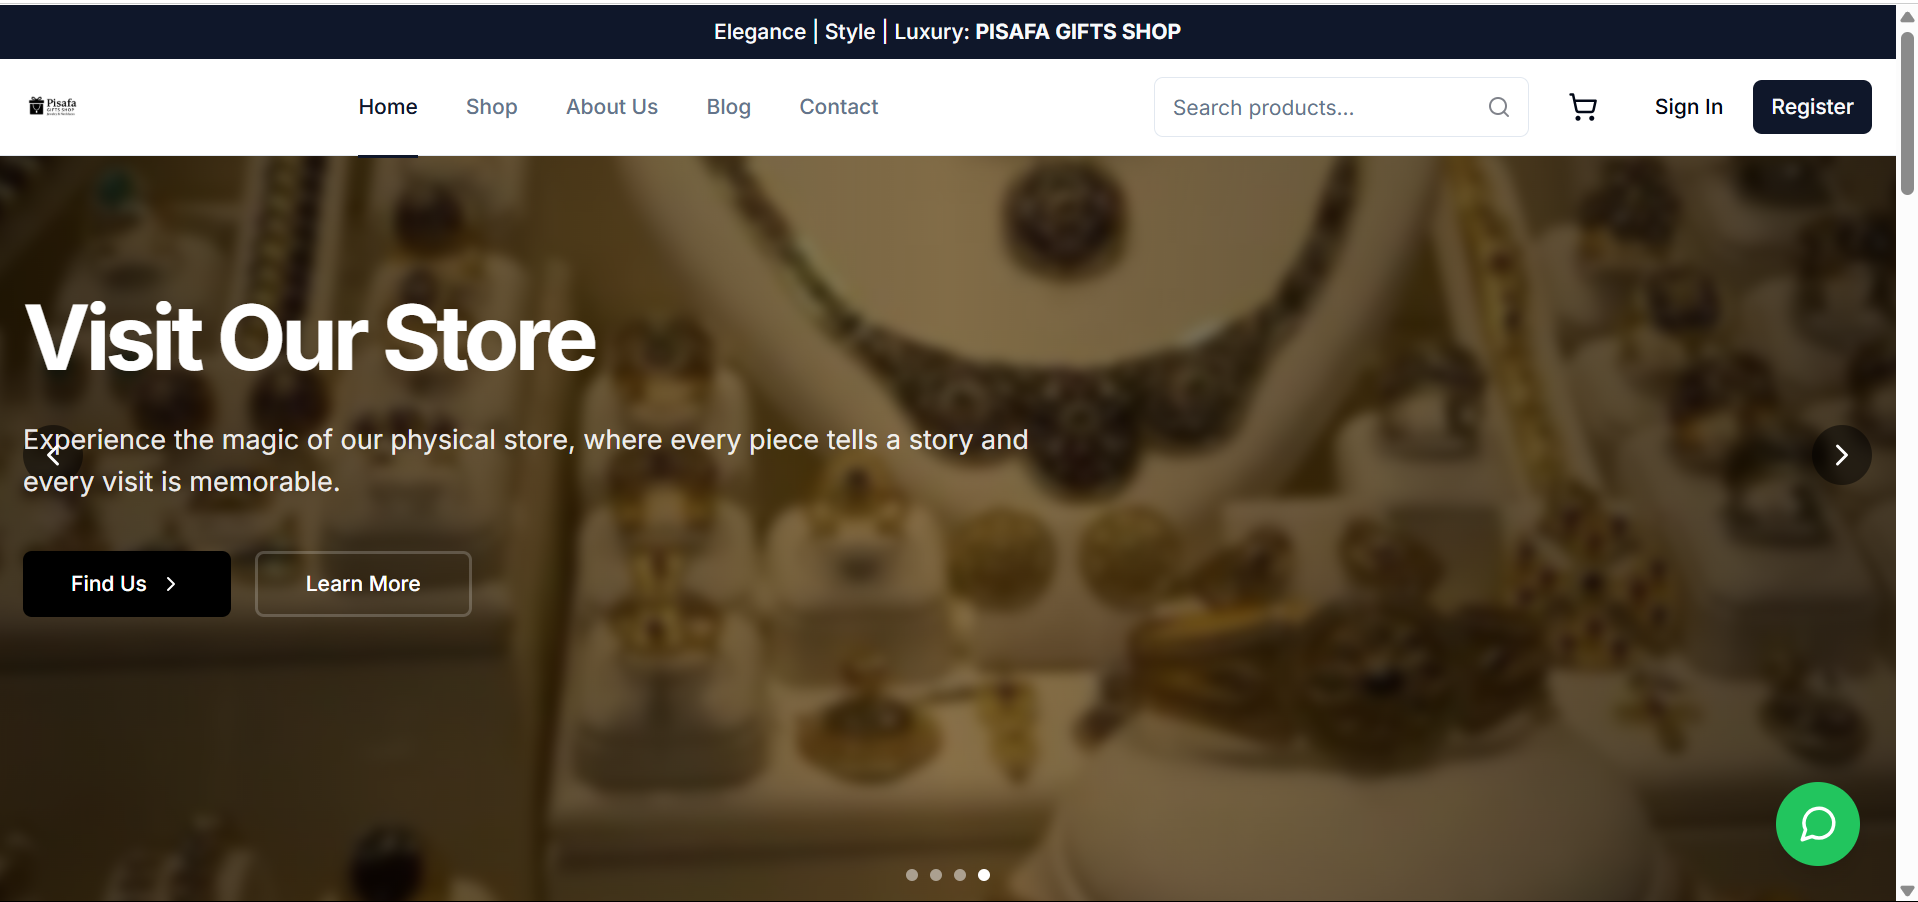 Elegance | Style | Luxury: PISAFA GIFTS SHOP
Pisafa
GIFTS SHOP
Home
Shop
About Us
Blog
Contact
Search products...
Sign In
Register
Visit Our Store
Experience the magic of our physical store, where every piece tells a story and
every visit is memorable.
Find Us
Learn More